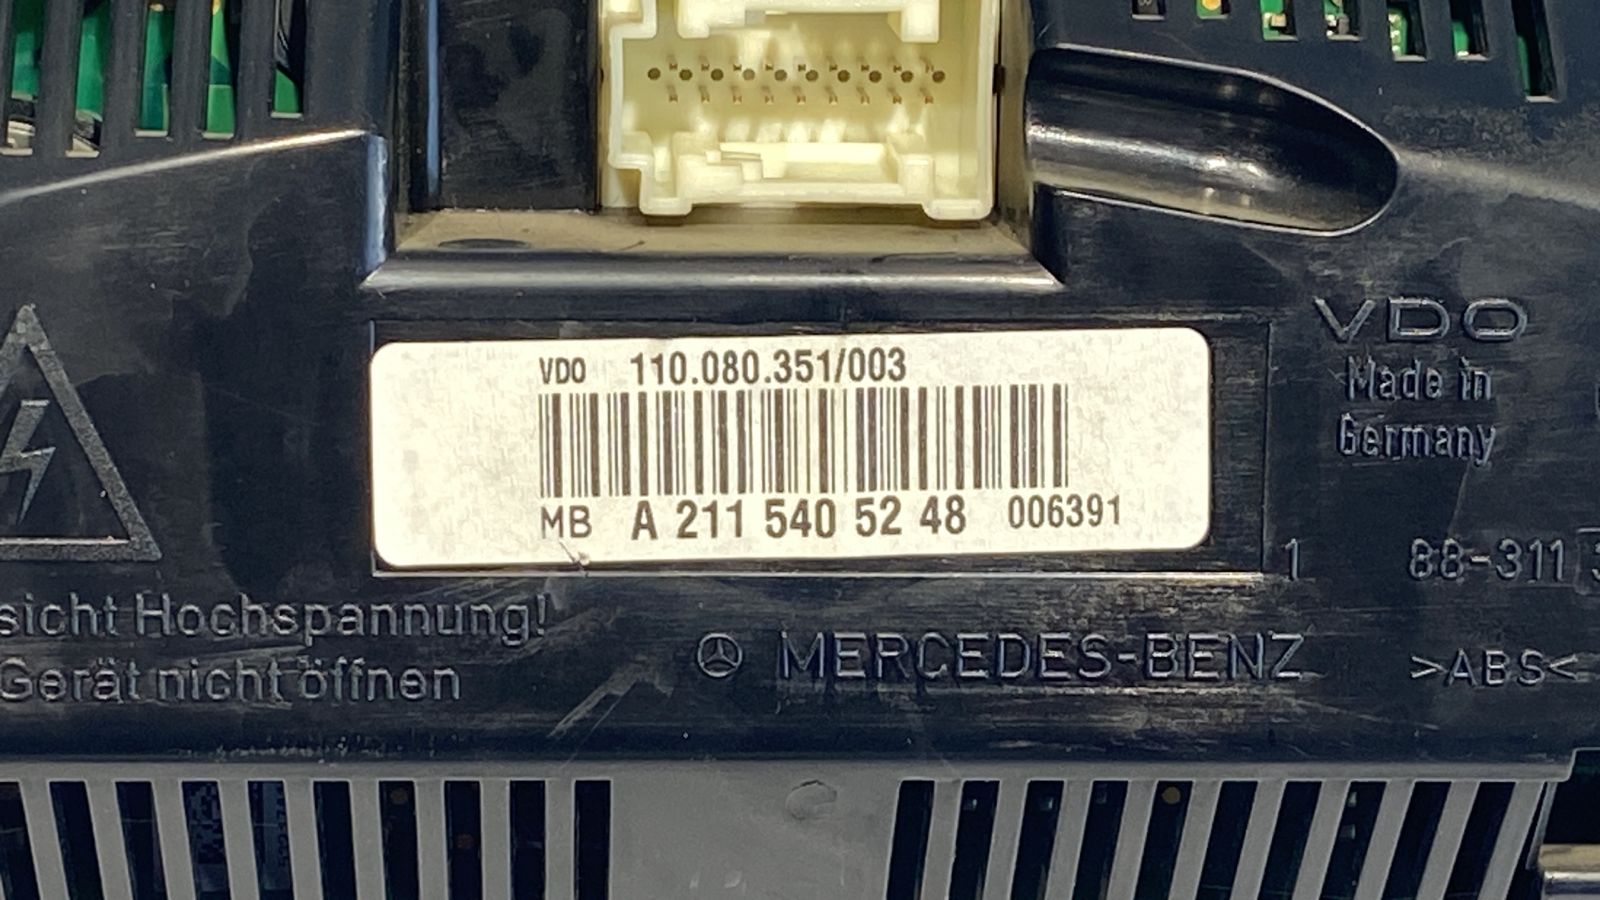 VDO 110.080.351/003
MB A 211 540 52 48 006391
VDO
Made in
Germany
1 88-311
sicht Hochspannung!
Gerät nicht öffnen
MERCEDES-BENZ
>ABS<